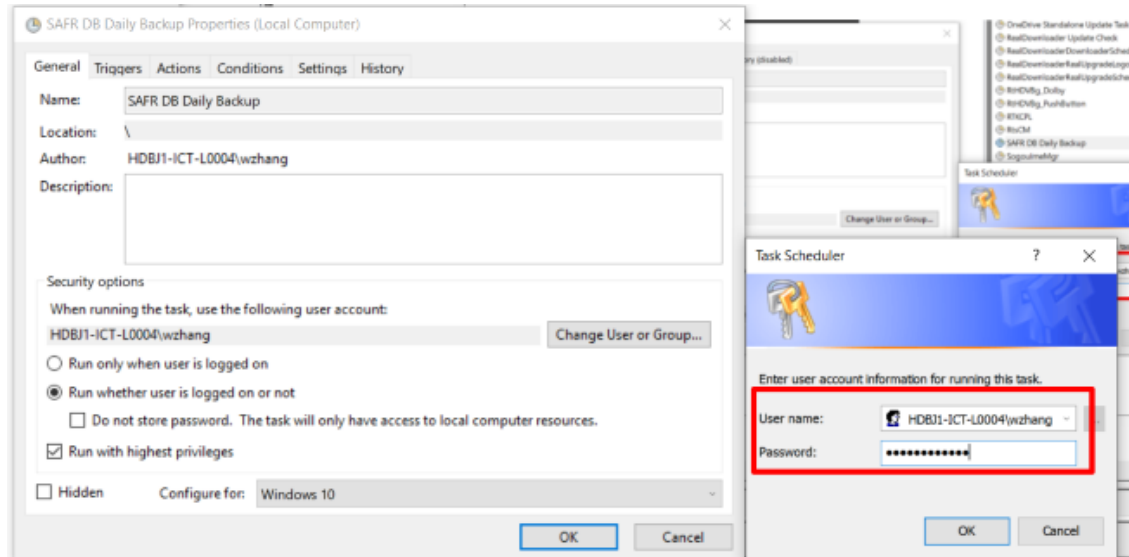 SAFR DB Daily Backup Properties (Local Computer)
General Triggers Actions Conditions Settings History
Name: SAFR DB Daily Backup
Location: \
Author: HDBJ1-ICT-L0004\wzhang
Description:
Security options
When running the task, use the following user account:
HDBJ1-ICT-L0004\wzhang Change User or Group...
Run only when user is logged on
Run whether user is logged on or not
Do not store password. The task will only have access to local computer resources.
Run with highest privileges
Hidden Configure for: Windows 10
OK Cancel
(disabled)
Change User or Group...
OneDrive Standalone Update Task
RealDownloader Update Check
RealDownloaderDownloaderSched
RealDownloaderRealUpgradeLogo
RealDownloaderRealUpgradeSche
RtHDVBg_Dolby
RtHDVBg_PushButton
RTKCPL
SAFR DB Daily Backup
Task Scheduler
Task Scheduler ?
Enter user account information for running this task.
User name: HDBJ1-ICT-L0004\wzhang ...
Password: ••••••••••••
OK Cancel